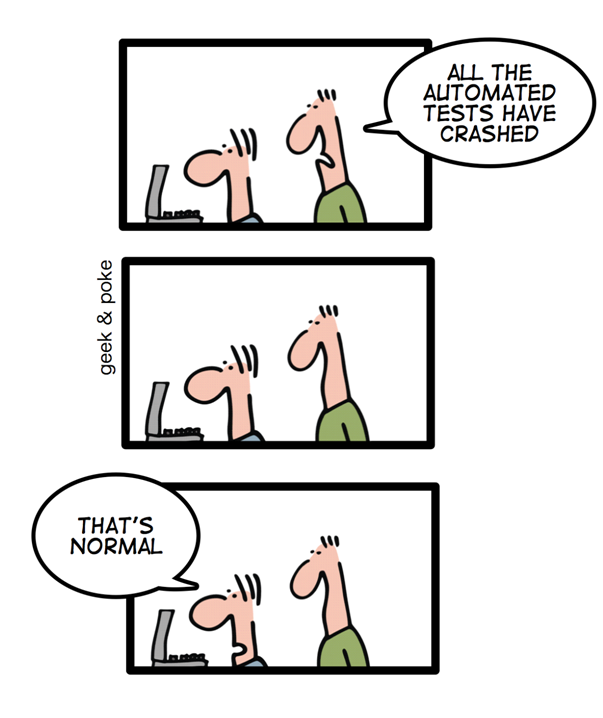 ALL THE
AUTOMATED
TESTS HAVE
CRASHED
geek & poke
THAT'S
NORMAL